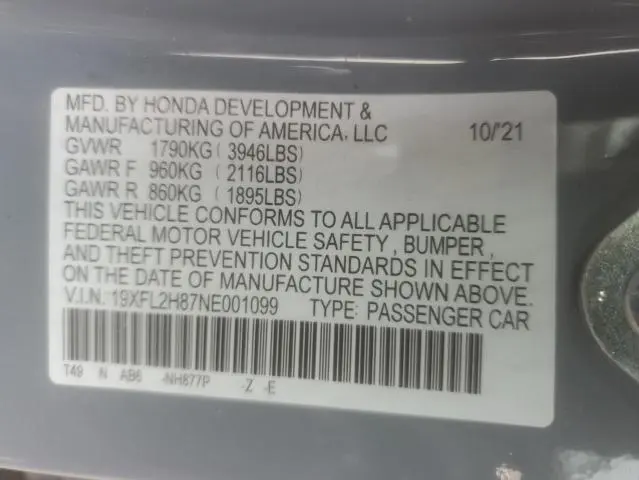 MFD. BY HONDA DEVELOPMENT &
MANUFACTURING OF AMERICA, LLC 10/'21
GVWR 1790KG ( 3946LBS)
GAWR F 960KG ( 2116LBS)
GAWR R 860KG ( 1895LBS)
THIS VEHICLE CONFORMS TO ALL APPLICABLE
FEDERAL MOTOR VEHICLE SAFETY , BUMPER ,
AND THEFT PREVENTION STANDARDS IN EFFECT
ON THE DATE OF MANUFACTURE SHOWN ABOVE.
V.I.N. 19XFL2H87NE001099 TYPE: PASSENGER CAR
T49 N AB6 -NH877P -Z -E